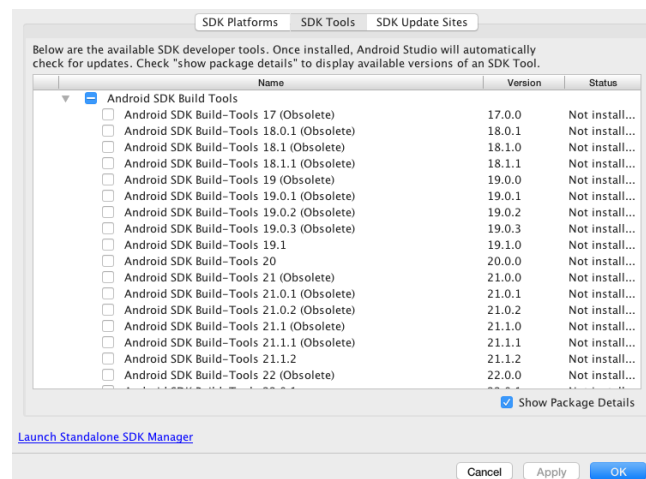 SDK Platforms SDK Tools SDK Update Sites
Below are the available SDK developer tools. Once installed, Android Studio will automatically
check for updates. Check "show package details" to display available versions of an SDK Tool.
Name Version Status
Android SDK Build Tools
Android SDK Build-Tools 17 (Obsolete) 17.0.0 Not install...
Android SDK Build-Tools 18.0.1 (Obsolete) 18.0.1 Not install...
Android SDK Build-Tools 18.1 (Obsolete) 18.1.0 Not install...
Android SDK Build-Tools 18.1.1 (Obsolete) 18.1.1 Not install...
Android SDK Build-Tools 19 (Obsolete) 19.0.0 Not install...
Android SDK Build-Tools 19.0.1 (Obsolete) 19.0.1 Not install...
Android SDK Build-Tools 19.0.2 (Obsolete) 19.0.2 Not install...
Android SDK Build-Tools 19.0.3 (Obsolete) 19.0.3 Not install...
Android SDK Build-Tools 19.1 19.1.0 Not install...
Android SDK Build-Tools 20 20.0.0 Not install...
Android SDK Build-Tools 21 (Obsolete) 21.0.0 Not install...
Android SDK Build-Tools 21.0.1 (Obsolete) 21.0.1 Not install...
Android SDK Build-Tools 21.0.2 (Obsolete) 21.0.2 Not install...
Android SDK Build-Tools 21.1 (Obsolete) 21.1.0 Not install...
Android SDK Build-Tools 21.1.1 (Obsolete) 21.1.1 Not install...
Android SDK Build-Tools 21.1.2 21.1.2 Not install...
Android SDK Build-Tools 22 (Obsolete) 22.0.0 Not install...
Show Package Details
Launch Standalone SDK Manager
Cancel Apply OK